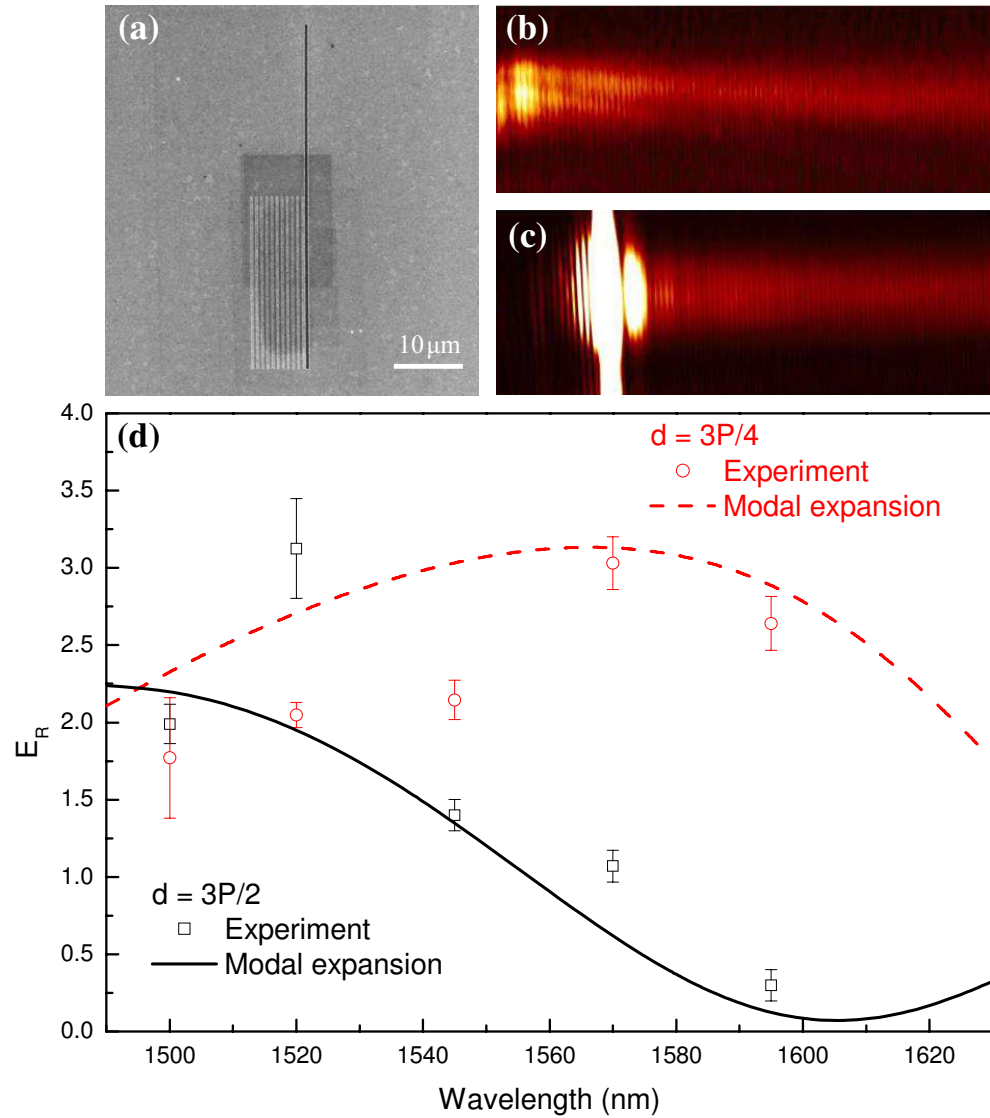 (a)
10 μm
(b)
(c)
(d)
d = 3P/4
Experiment
Modal expansion
d = 3P/2
Experiment
Modal expansion
E_R
4.0
3.5
3.0
2.5
2.0
1.5
1.0
0.5
0.0
1500 1520 1540 1560 1580 1600 1620
Wavelength (nm)